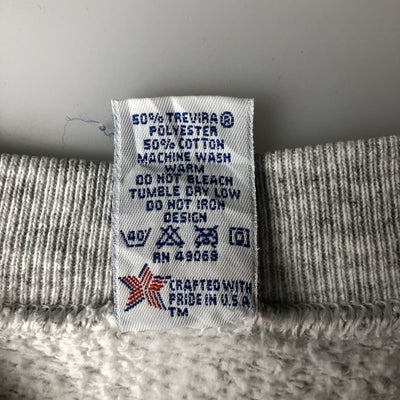 50% TREVIRA ®
POLYESTER
50% COTTON
MACHINE WASH
WARM
DO NOT BLEACH
TUMBLE DRY LOW
DO NOT IRON
DESIGN
40
RN 49068
CRAFTED WITH
PRIDE IN U.S.A.
TM